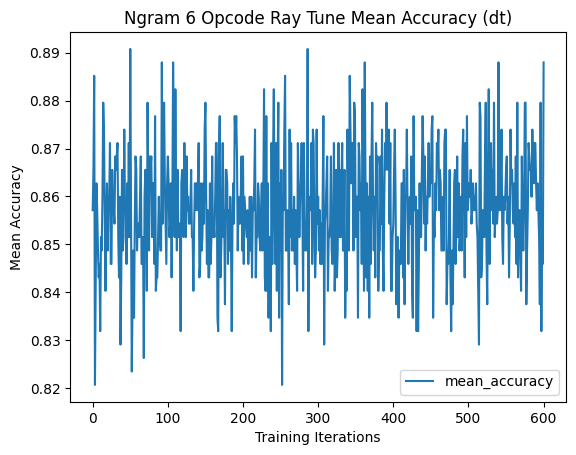 Ngram 6 Opcode Ray Tune Mean Accuracy (dt)
Mean Accuracy
0.89
0.88
0.87
0.86
0.85
0.84
0.83
0.82
mean_accuracy
0 100 200 300 400 500 600
Training Iterations